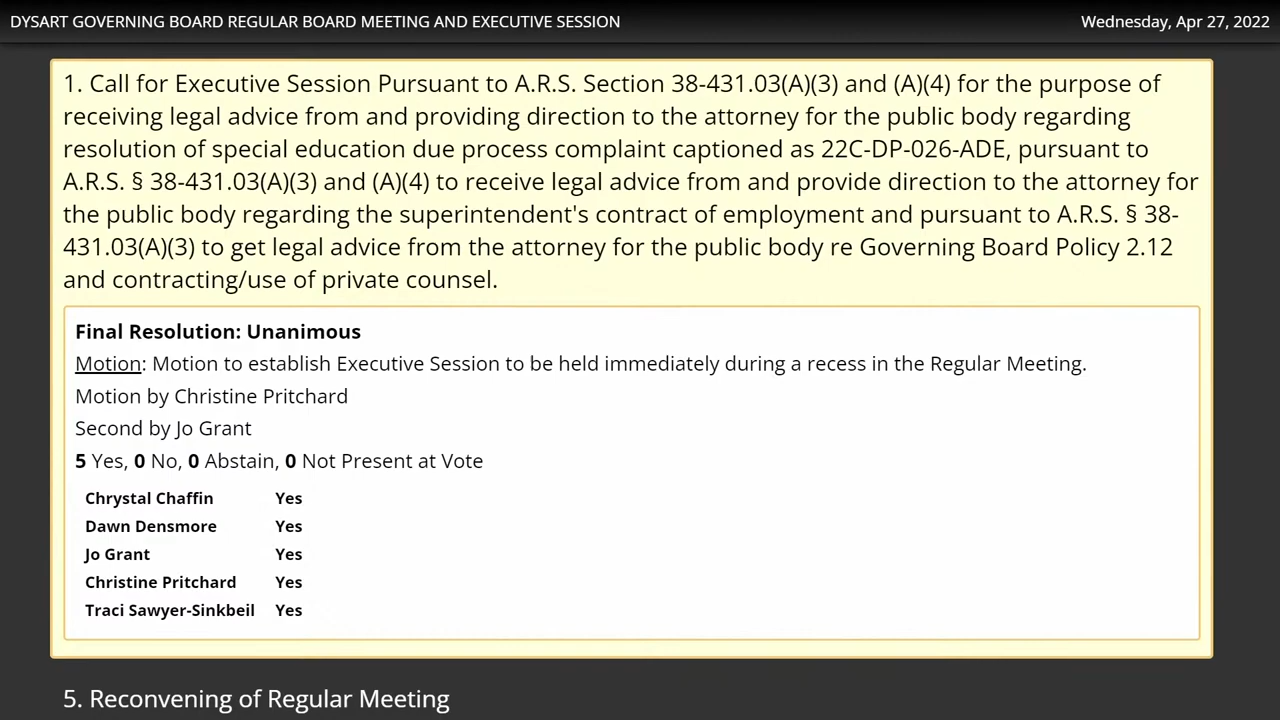 DYSART GOVERNING BOARD REGULAR BOARD MEETING AND EXECUTIVE SESSION
Wednesday, Apr 27, 2022
1. Call for Executive Session Pursuant to A.R.S. Section 38-431.03(A)(3) and (A)(4) for the purpose of
receiving legal advice from and providing direction to the attorney for the public body regarding
resolution of special education due process complaint captioned as 22C-DP-026-ADE, pursuant to
A.R.S. § 38-431.03(A)(3) and (A)(4) to receive legal advice from and provide direction to the attorney for
the public body regarding the superintendent's contract of employment and pursuant to A.R.S. § 38-
431.03(A)(3) to get legal advice from the attorney for the public body re Governing Board Policy 2.12
and contracting/use of private counsel.
Final Resolution: Unanimous
Motion: Motion to establish Executive Session to be held immediately during a recess in the Regular Meeting.
Motion by Christine Pritchard
Second by Jo Grant
5 Yes, 0 No, 0 Abstain, 0 Not Present at Vote
Chrystal Chaffin Yes
Dawn Densmore Yes
Jo Grant Yes
Christine Pritchard Yes
Traci Sawyer-Sinkbeil Yes
5. Reconvening of Regular Meeting